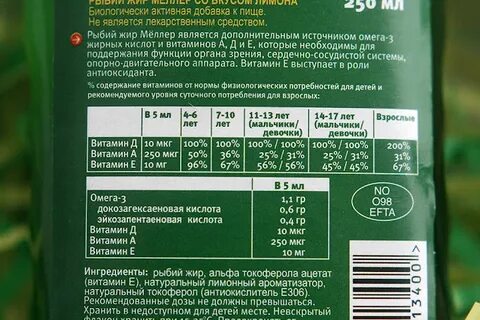 РЫБИЙ ЖИР МЁЛЛЕР СО ВКУСОМ ЛИМОНА
250 мл
Биологически активная добавка к пище.
Не является лекарственным средством.
Рыбий жир Мёллер является дополнительным источником омега-3
жирных кислот и витаминов А, Д и Е, которые необходимы для
поддержания функции органа зрения, сердечно-сосудистой системы,
опорно-двигательного аппарата. Витамин Е выступает в роли
антиоксиданта.
% содержание витаминов от нормы физиологических потребностей для детей и
рекомендуемого уровня суточного потребления для взрослых:
В 5 мл 4-6 лет 7-10 лет 11-13 лет (мальчики/девочки) 14-17 лет (мальчики/девочки) Взрослые
Витамин Д 10 мкг 100% 100% 100% / 100% 100% / 100% 200%
Витамин А 250 мкг 50% 36% 25% / 31% 25% / 31% 31%
Витамин Е 10 мг 96% 67% 56% / 56% 45% / 45% 67%
В 5 мл
Омега-3 1,1 гр
докозагексаеновая кислота 0,6 гр
эйкозапентаеновая кислота 0,4 гр
Витамин Д 10 мкг
Витамин А 250 мкг
Витамин Е 10 мг
NO
O98
EFTA
Ингредиенты: рыбий жир, альфа токоферола ацетат
(витамин Е), натуральный лимонный ароматизатор,
натуральный токоферол (антиокислитель Е306).
Рекомендованные дозы не должны превышаться.
Хранить в недоступном для детей месте. Невскрытый
13400